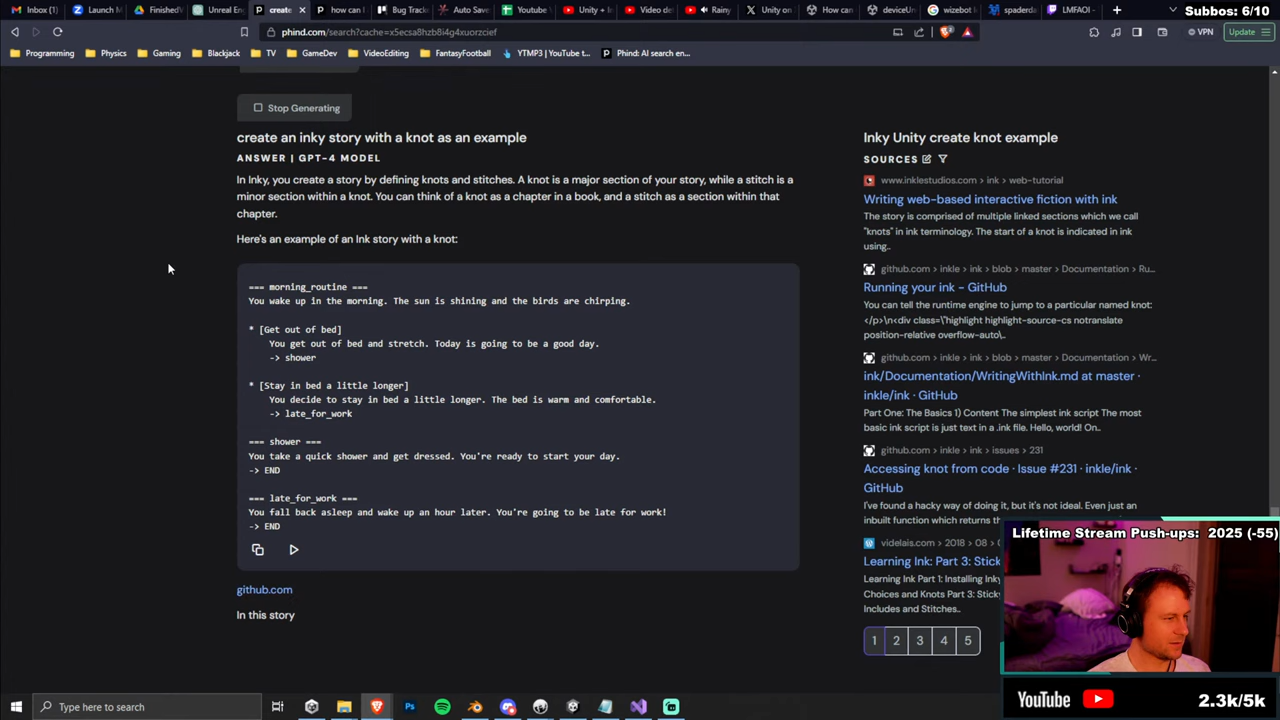 Inbox (1)
Launch M
FinishedV
Unreal En
create
how can I
Bug Track
Auto Save
Youtube
Unity + I
Video de
Rainy
Unity on
How can
deviceUn
wizebot k
spaderda
LMFAO! -
Subbos: 6/10
phind.com/search?cache=x5ecsa8hzb8i4g4xuorzcief
VPN
Update
Programming
Physics
Gaming
Blackjack
TV
GameDev
VideoEditing
FantasyFootball
YTMP3 | YouTube t...
Phind: AI search en...
Stop Generating
create an inky story with a knot as an example
ANSWER | GPT-4 MODEL
In Inky, you create a story by defining knots and stitches. A knot is a major section of your story, while a stitch is a
minor section within a knot. You can think of a knot as a chapter in a book, and a stitch as a section within that
chapter.
Here's an example of an Ink story with a knot:
=== morning_routine ===
You wake up in the morning. The sun is shining and the birds are chirping.
* [Get out of bed]
You get out of bed and stretch. Today is going to be a good day.
-> shower
* [Stay in bed a little longer]
You decide to stay in bed a little longer. The bed is warm and comfortable.
-> late_for_work
=== shower ===
You take a quick shower and get dressed. You're ready to start your day.
-> END
=== late_for_work ===
You fall back asleep and wake up an hour later. You're going to be late for work!
-> END
github.com
In this story
Inky Unity create knot example
SOURCES
www.inklestudios.com › ink › web-tutorial
Writing web-based interactive fiction with ink
The story is comprised of multiple linked sections which we call
"knots" in ink terminology. The start of a knot is indicated in ink
using..
github.com › inkle › ink › blob › master › Documentation › Ru...
Running your ink - GitHub
You can tell the runtime engine to jump to a particular named knot:
</p>\n<div class=\"highlight highlight-source-cs notranslate
position-relative overflow-auto\..
github.com › inkle › ink › blob › master › Documentation › Wr...
ink/Documentation/WritingWithInk.md at master ·
inkle/ink · GitHub
Part One: The Basics 1) Content The simplest ink script The most
basic ink script is just text in a .ink file. Hello, world! On..
github.com › inkle › ink › issues › 231
Accessing knot from code · Issue #231 · inkle/ink ·
GitHub
I've found a hacky way of doing it, but it's not ideal. Even just an
inbuilt function which returns th
videlais.com › 2018 › 08 › 0
Learning Ink: Part 3: Stick
Learning Ink Part 1: Installing Inky
Choices and Knots Part 3: Sticky
Includes and Stitches..
1 2 3 4 5
Lifetime Stream Push-ups: 2025 (-55)
YouTube
2.3k/5k
Type here to search